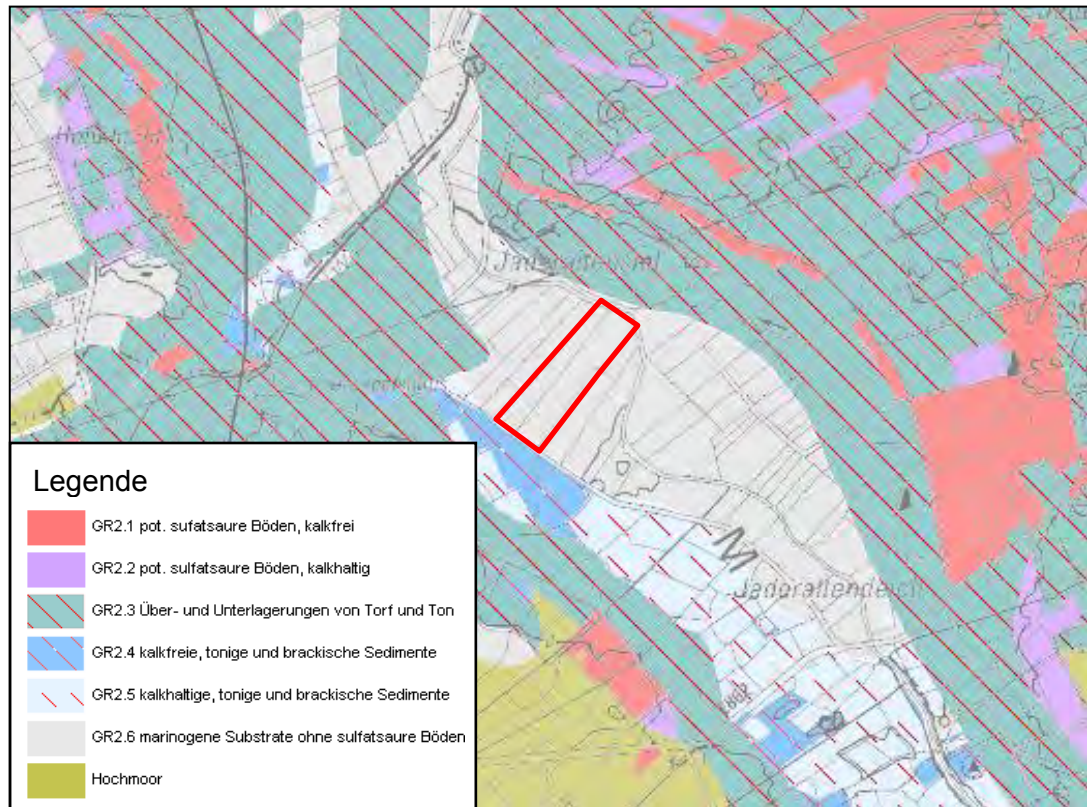 M
Legende
GR2.1 pot. sufatsaure Böden, kalkfrei
GR2.2 pot. sulfatsaure Böden, kalkhaltig
GR2.3 Über- und Unterlagerungen von Torf und Ton
GR2.4 kalkfreie, tonige und brackische Sedimente
GR2.5 kalkhaltige, tonige und brackische Sedimente
GR2.6 marinogene Substrate ohne sulfatsaure Böden
Hochmoor